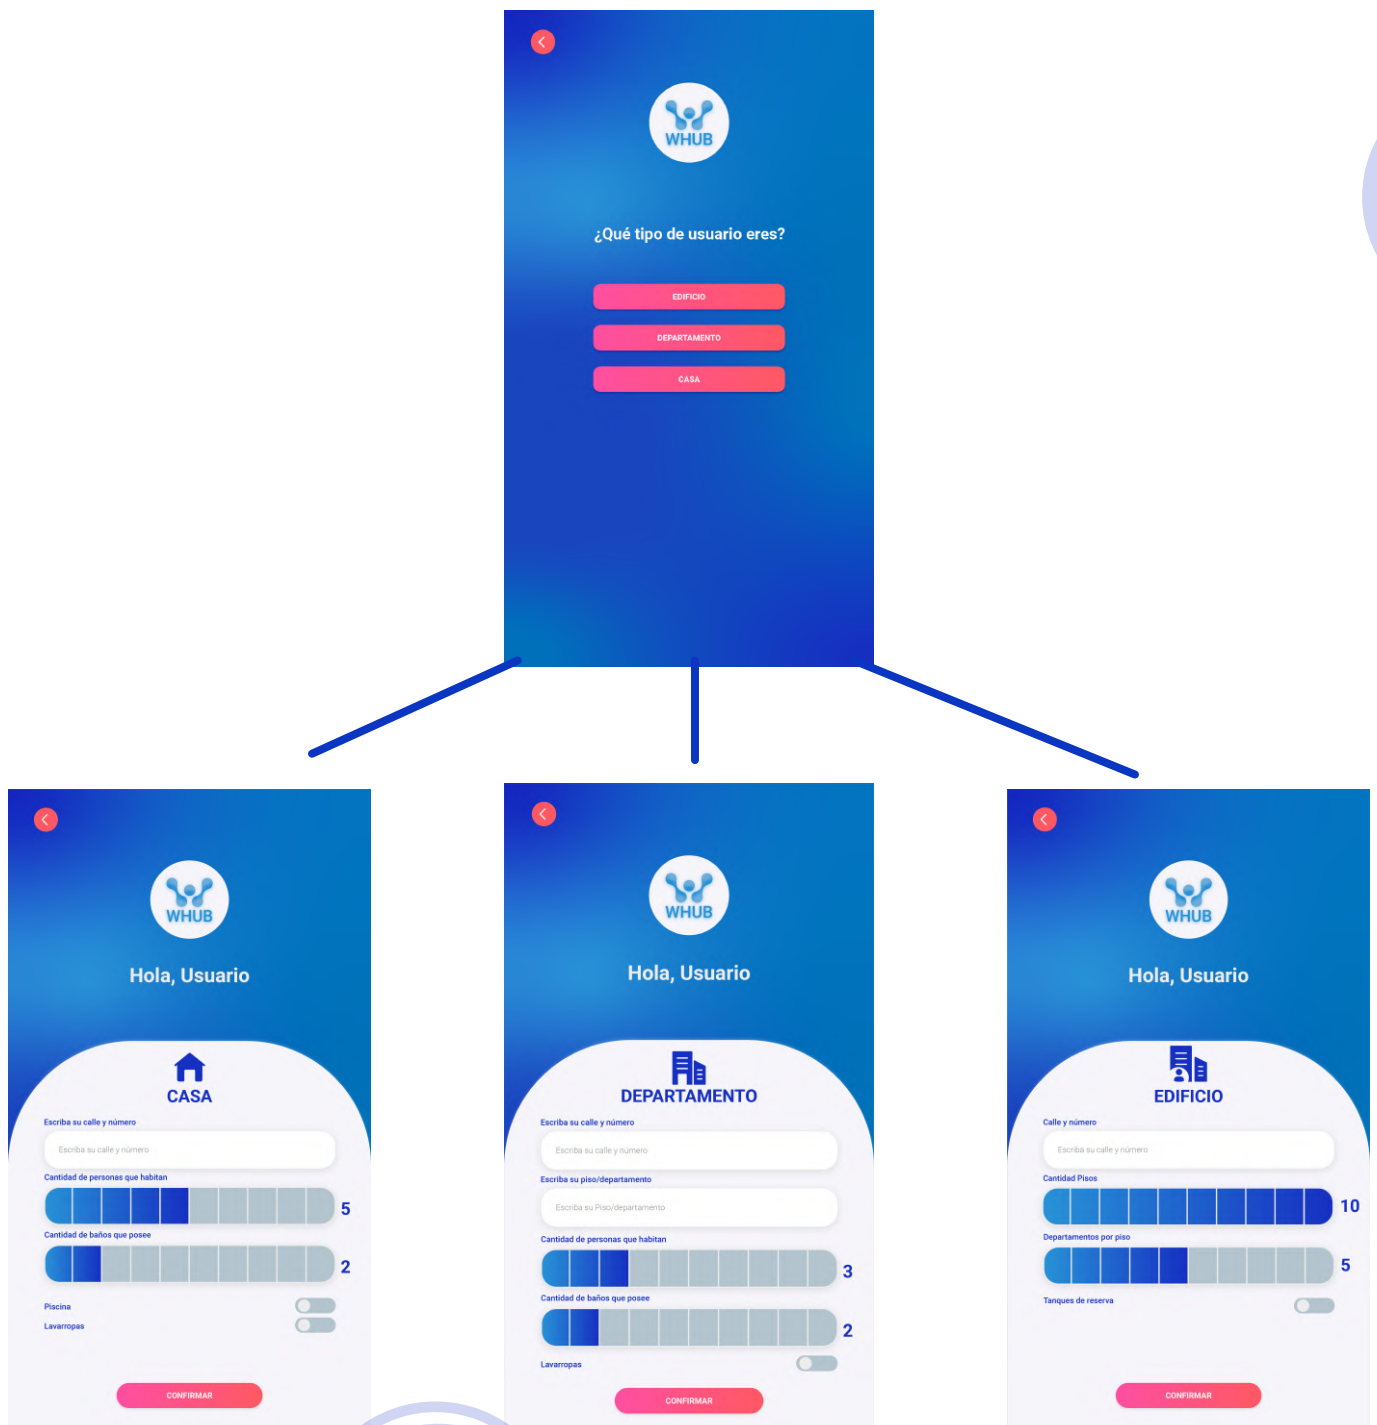 WHUB
¿Qué tipo de usuario eres?
EDIFICIO
DEPARTAMENTO
CASA
WHUB
Hola, Usuario
CASA
Escriba su calle y número
Escriba su calle y número
Cantidad de personas que habitan
5
Cantidad de baños que posee
2
Piscina
Lavarropas
CONFIRMAR
WHUB
Hola, Usuario
DEPARTAMENTO
Escriba su calle y número
Escriba su calle y número
Escriba su piso/departamento
Escriba su Piso/departamento
Cantidad de personas que habitan
3
Cantidad de baños que posee
2
Lavarropas
CONFIRMAR
WHUB
Hola, Usuario
EDIFICIO
Calle y número
Escriba su calle y número
Cantidad Pisos
10
Departamentos por piso
5
Tanques de reserva
CONFIRMAR